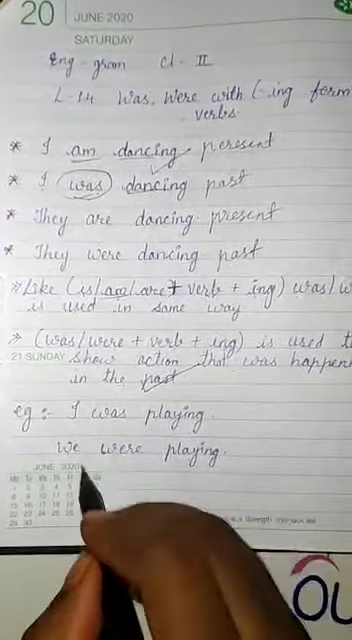 20 JUNE 2020
SATURDAY
Eng - gram Cl - II
L-14 Was, Were with (-ing form
verbs
* I am dancing. peresent
* I was dancing past
* They are dancing. present
* They were dancing past
» Like (is/am/are + verb + ing) was/w
is used in same way
» (was/were + verb + ing) is used t
21 SUNDAY show action that was happen
in the past
eg :- I was playing.
We were playing.
JUNE 2020
OU